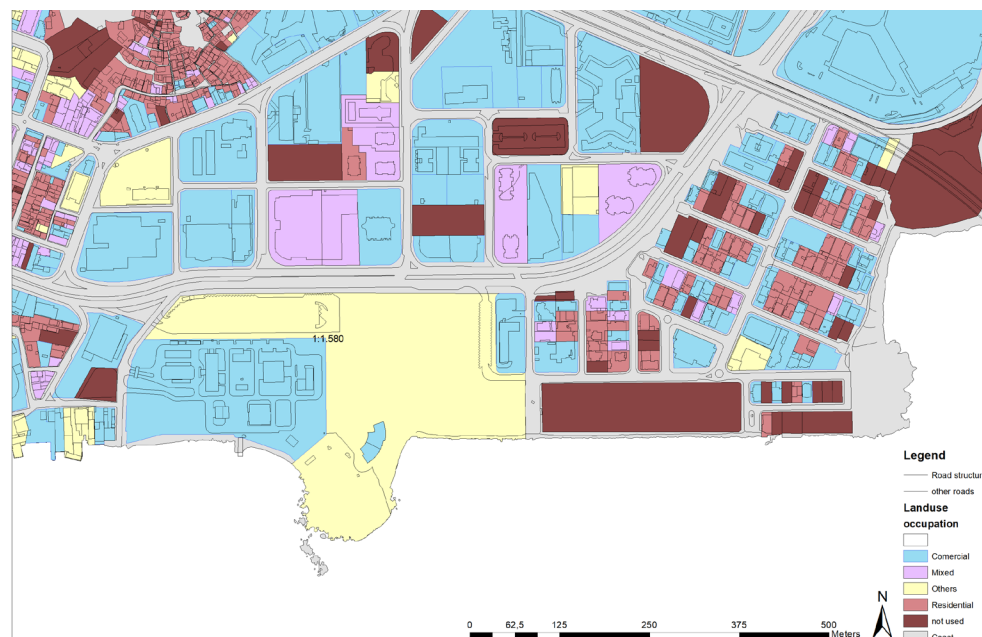 1:1.580
Legend
Road structur
other roads
Landuse
occupation
Comercial
Mixed
Others
Residential
not used
N
0 62,5 125 250 375 500
Meters